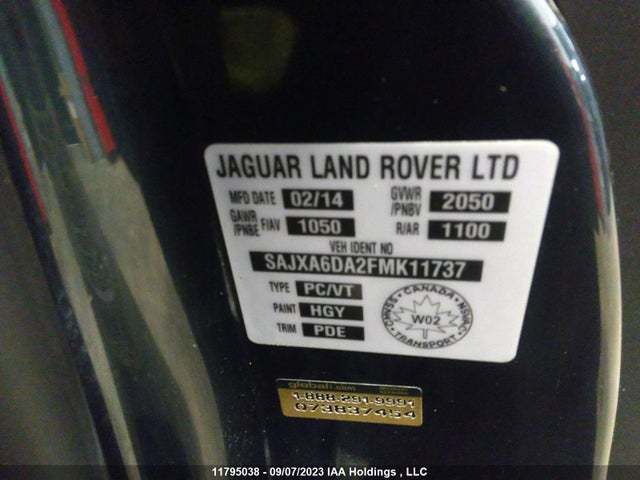 JAGUAR LAND ROVER LTD
MFD DATE 02/14 GVWR /PNBV 2050
GAWR /PNBE F/AV 1050 R/AR 1100
VEH IDENT NO
SAJXA6DA2FMK11737
TYPE PC/VT
PAINT HGY
TRIM PDE
CANADA
W02
TRANSPORT
globali.com
1-888-291-9991
073837454
11795038 - 09/07/2023 IAA Holdings , LLC